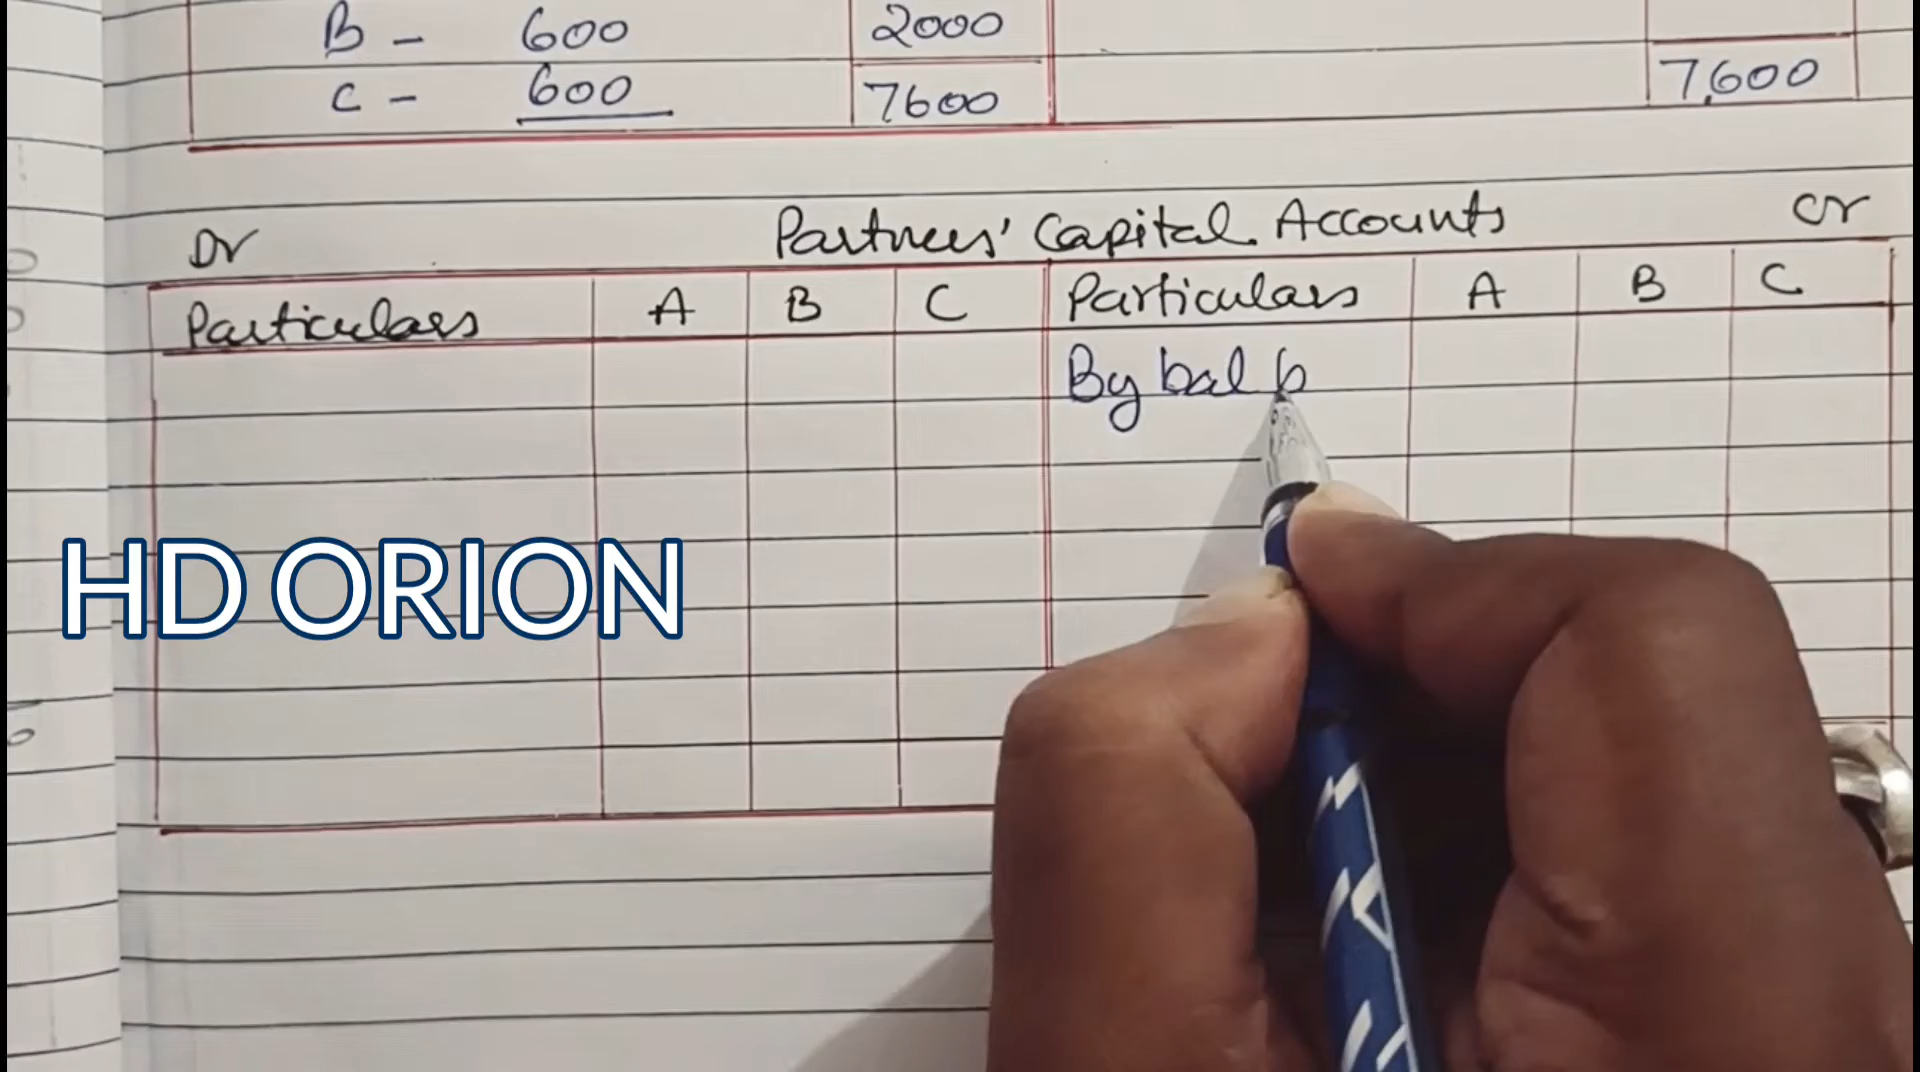 B - 600 2000
C - 600 7600 7,600
Dr Partners' Capital Accounts Cr
Particulars A B C Particulars A B C
By bal b
HD ORION